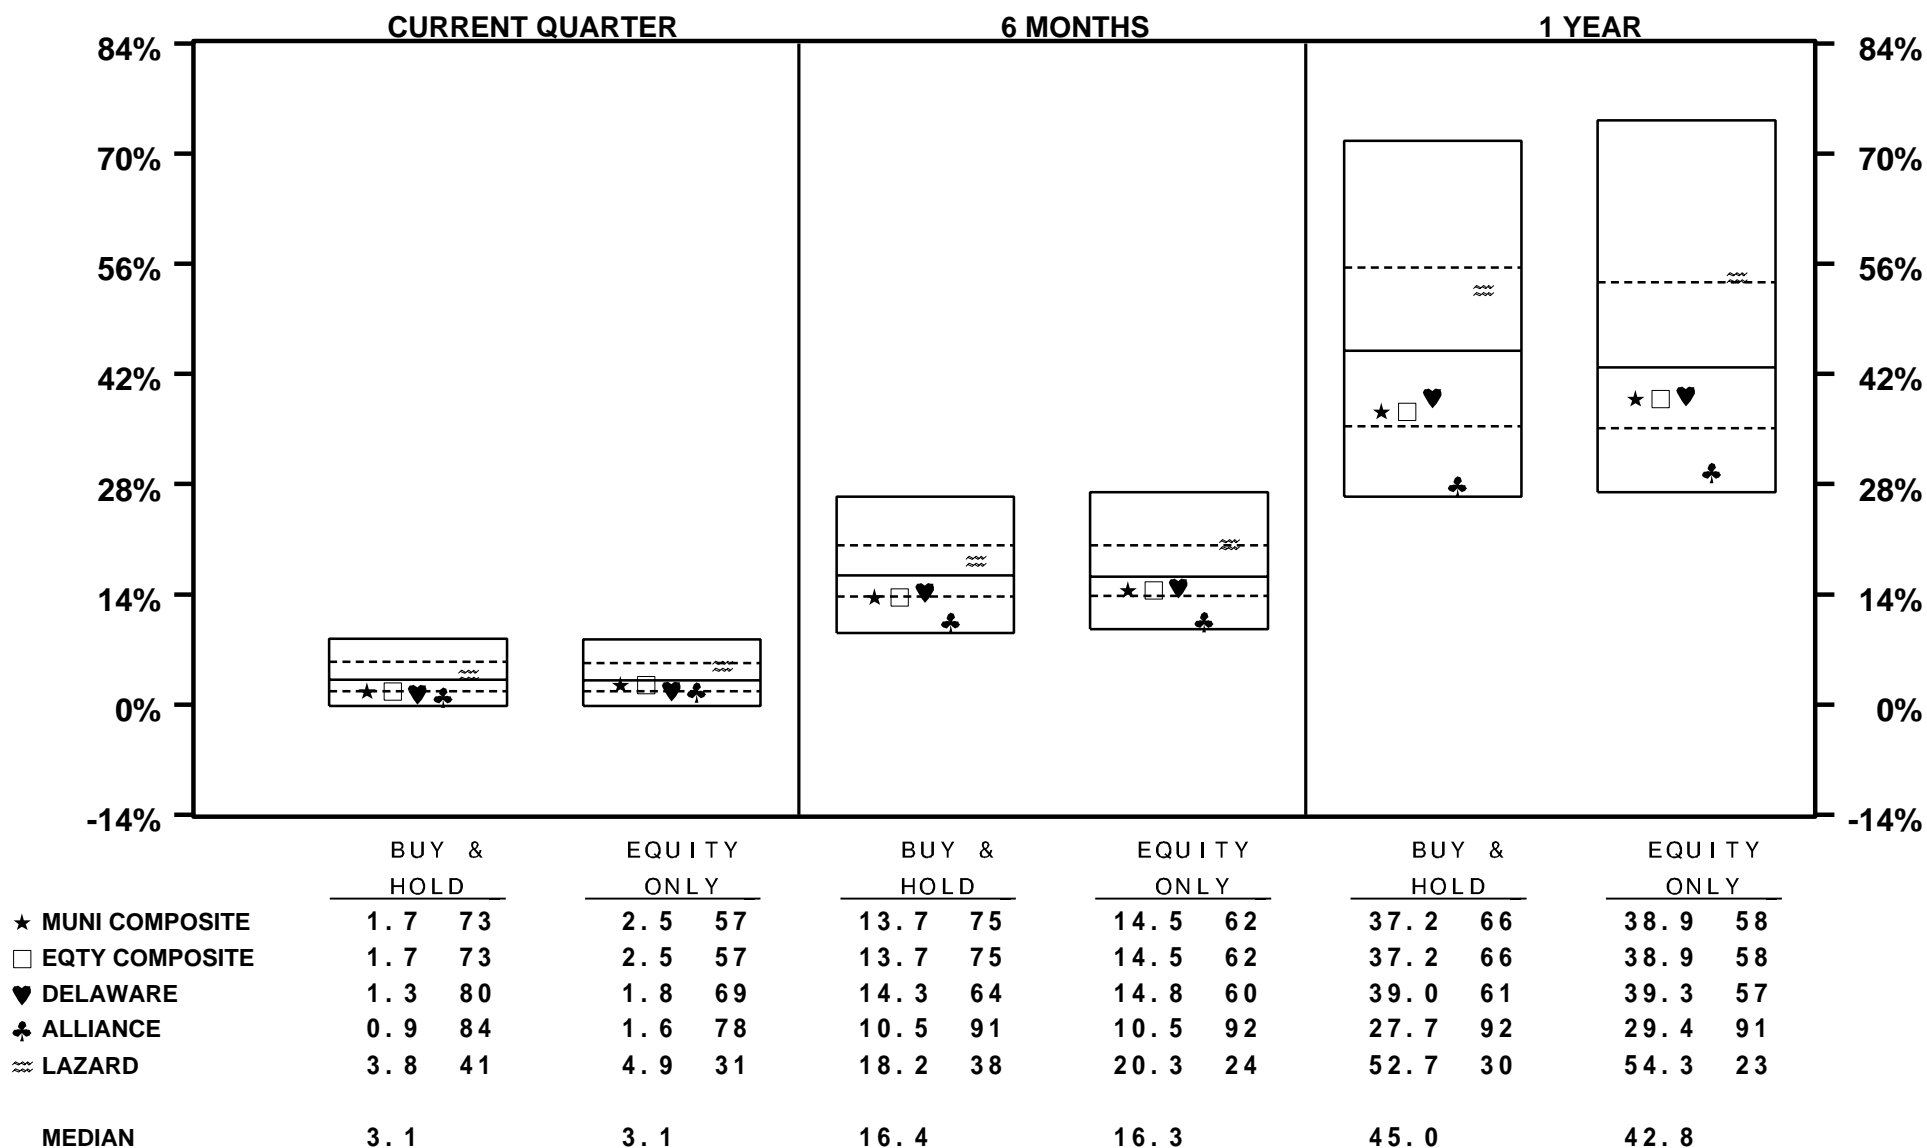 CURRENT QUARTER 6 MONTHS 1 YEAR
84% 84%
70% 70%
56% 56%
42% 42%
28% 28%
14% 14%
0% 0%
-14% -14%
BUY & EQUITY BUY & EQUITY BUY & EQUITY
HOLD ONLY HOLD ONLY HOLD ONLY
★ MUNI COMPOSITE 1.7 73 2.5 57 13.7 75 14.5 62 37.2 66 38.9 58
□ EQTY COMPOSITE 1.7 73 2.5 57 13.7 75 14.5 62 37.2 66 38.9 58
♥ DELAWARE 1.3 80 1.8 69 14.3 64 14.8 60 39.0 61 39.3 57
♣ ALLIANCE 0.9 84 1.6 78 10.5 91 10.5 92 27.7 92 29.4 91
LAZARD 3.8 41 4.9 31 18.2 38 20.3 24 52.7 30 54.3 23
MEDIAN 3.1 3.1 16.4 16.3 45.0 42.8